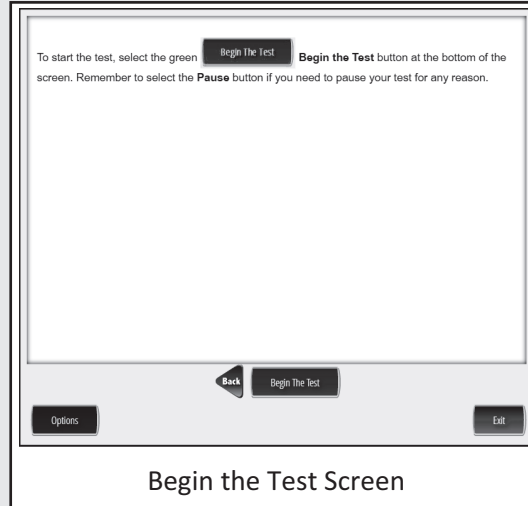 To start the test, select the green Begin The Test Begin the Test button at the bottom of the
screen. Remember to select the Pause button if you need to pause your test for any reason.
Back Begin The Test
Options Exit
Begin the Test Screen